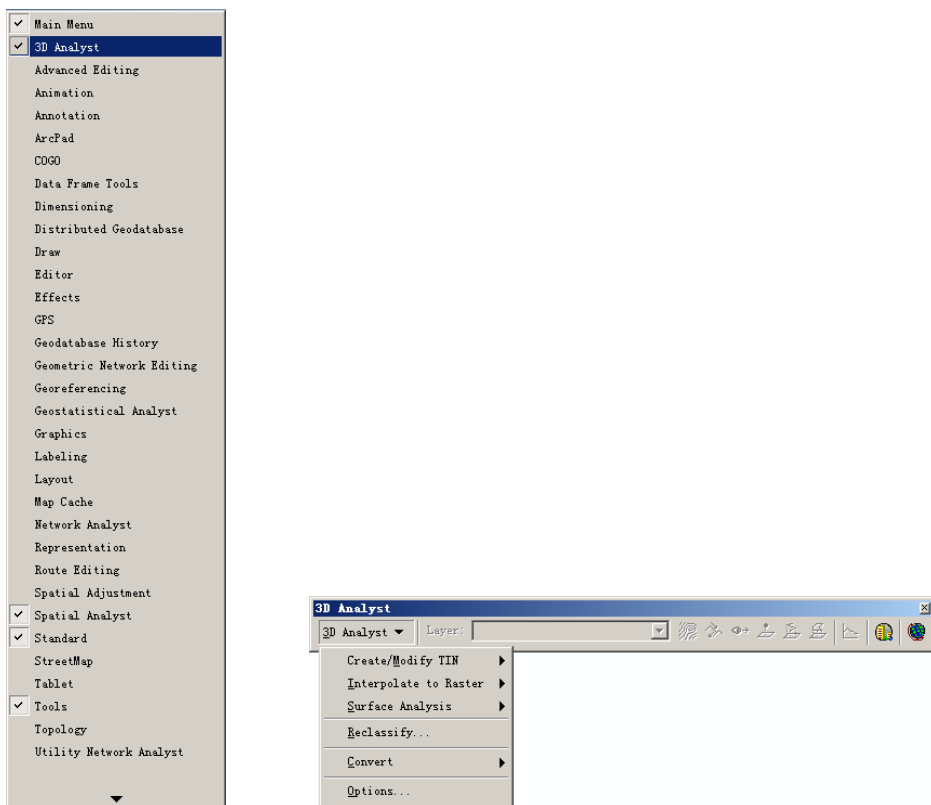 Main Menu
3D Analyst
Advanced Editing
Animation
Annotation
ArcPad
COGO
Data Frame Tools
Dimensioning
Distributed Geodatabase
Draw
Editor
Effects
GPS
Geodatabase History
Geometric Network Editing
Georeferencing
Geostatistical Analyst
Graphics
Labeling
Layout
Map Cache
Network Analyst
Representation
Route Editing
Spatial Adjustment
Spatial Analyst
Standard
StreetMap
Tablet
Tools
Topology
Utility Network Analyst
3D Analyst
3D Analyst Layer:
Create/Modify TIN
Interpolate to Raster
Surface Analysis
Reclassify...
Convert
Options...